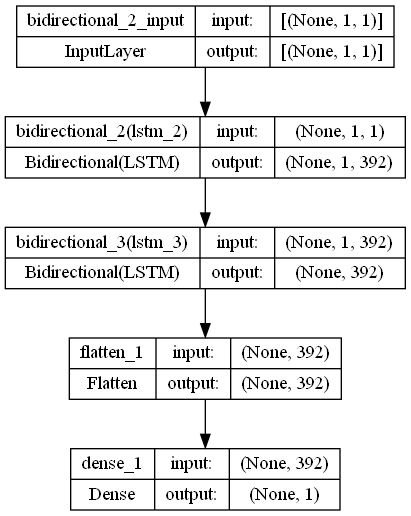 bidirectional_2_input input: [(None, 1, 1)]
InputLayer output: [(None, 1, 1)]
bidirectional_2(lstm_2) input: (None, 1, 1)
Bidirectional(LSTM) output: (None, 1, 392)
bidirectional_3(lstm_3) input: (None, 1, 392)
Bidirectional(LSTM) output: (None, 392)
flatten_1 input: (None, 392)
Flatten output: (None, 392)
dense_1 input: (None, 392)
Dense output: (None, 1)